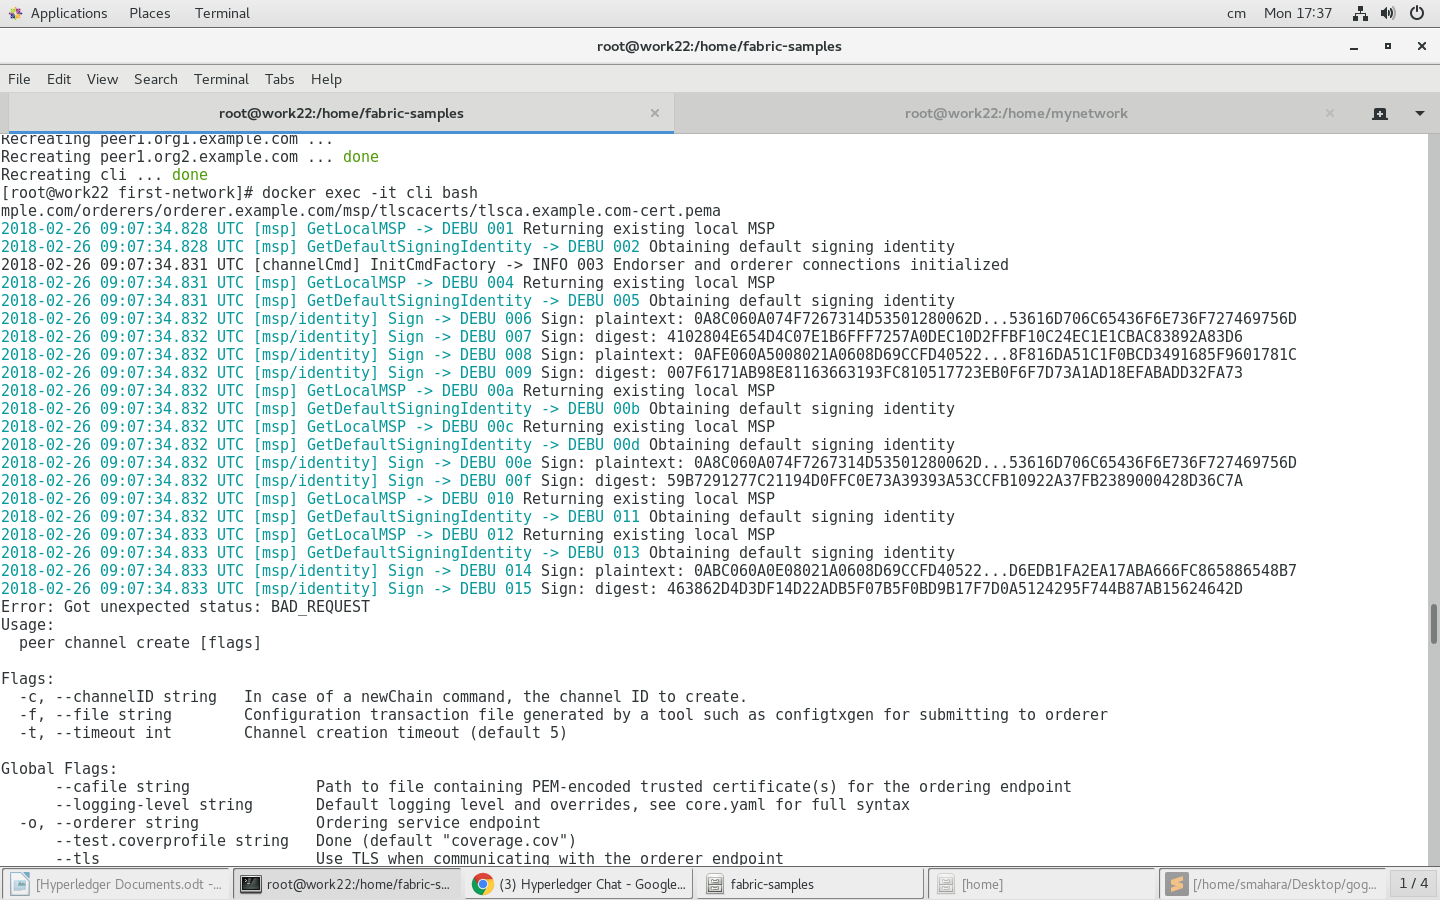 Applications Places Terminal cm Mon 17:37
root@work22:/home/fabric-samples
File Edit View Search Terminal Tabs Help
root@work22:/home/fabric-samples root@work22:/home/mynetwork
Recreating peer1.org1.example.com ...
Recreating peer1.org2.example.com ... done
Recreating cli ... done
[root@work22 first-network]# docker exec -it cli bash
mple.com/orderers/orderer.example.com/msp/tlscacerts/tlsca.example.com-cert.pema
2018-02-26 09:07:34.828 UTC [msp] GetLocalMSP -> DEBU 001 Returning existing local MSP
2018-02-26 09:07:34.828 UTC [msp] GetDefaultSigningIdentity -> DEBU 002 Obtaining default signing identity
2018-02-26 09:07:34.831 UTC [channelCmd] InitCmdFactory -> INFO 003 Endorser and orderer connections initialized
2018-02-26 09:07:34.831 UTC [msp] GetLocalMSP -> DEBU 004 Returning existing local MSP
2018-02-26 09:07:34.831 UTC [msp] GetDefaultSigningIdentity -> DEBU 005 Obtaining default signing identity
2018-02-26 09:07:34.832 UTC [msp/identity] Sign -> DEBU 006 Sign: plaintext: 0A8C060A074F7267314D53501280062D...53616D706C65436F6E736F727469756D
2018-02-26 09:07:34.832 UTC [msp/identity] Sign -> DEBU 007 Sign: digest: 4102804E654D4C07E1B6FFF7257A0DEC10D2FFBF10C24EC1E1CBAC83892A83D6
2018-02-26 09:07:34.832 UTC [msp/identity] Sign -> DEBU 008 Sign: plaintext: 0AFE060A5008021A0608D69CCFD40522...8F816DA51C1F0BCD3491685F9601781C
2018-02-26 09:07:34.832 UTC [msp/identity] Sign -> DEBU 009 Sign: digest: 007F6171AB98E81163663193FC810517723EB0F6F7D73A1AD18EFABADD32FA73
2018-02-26 09:07:34.832 UTC [msp] GetLocalMSP -> DEBU 00a Returning existing local MSP
2018-02-26 09:07:34.832 UTC [msp] GetDefaultSigningIdentity -> DEBU 00b Obtaining default signing identity
2018-02-26 09:07:34.832 UTC [msp] GetLocalMSP -> DEBU 00c Returning existing local MSP
2018-02-26 09:07:34.832 UTC [msp] GetDefaultSigningIdentity -> DEBU 00d Obtaining default signing identity
2018-02-26 09:07:34.832 UTC [msp/identity] Sign -> DEBU 00e Sign: plaintext: 0A8C060A074F7267314D53501280062D...53616D706C65436F6E736F727469756D
2018-02-26 09:07:34.832 UTC [msp/identity] Sign -> DEBU 00f Sign: digest: 59B7291277C21194D0FFC0E73A39393A53CCFB10922A37FB2389000428D36C7A
2018-02-26 09:07:34.832 UTC [msp] GetLocalMSP -> DEBU 010 Returning existing local MSP
2018-02-26 09:07:34.832 UTC [msp] GetDefaultSigningIdentity -> DEBU 011 Obtaining default signing identity
2018-02-26 09:07:34.833 UTC [msp] GetLocalMSP -> DEBU 012 Returning existing local MSP
2018-02-26 09:07:34.833 UTC [msp] GetDefaultSigningIdentity -> DEBU 013 Obtaining default signing identity
2018-02-26 09:07:34.833 UTC [msp/identity] Sign -> DEBU 014 Sign: plaintext: 0ABC060A0E08021A0608D69CCFD40522...D6EDB1FA2EA17ABA666FC865886548B7
2018-02-26 09:07:34.833 UTC [msp/identity] Sign -> DEBU 015 Sign: digest: 463862D4D3DF14D22ADB5F07B5F0BD9B17F7D0A5124295F744B87AB15624642D
Error: Got unexpected status: BAD_REQUEST
Usage:
peer channel create [flags]
Flags:
-c, --channelID string In case of a newChain command, the channel ID to create.
-f, --file string Configuration transaction file generated by a tool such as configtxgen for submitting to orderer
-t, --timeout int Channel creation timeout (default 5)
Global Flags:
--cafile string Path to file containing PEM-encoded trusted certificate(s) for the ordering endpoint
--logging-level string Default logging level and overrides, see core.yaml for full syntax
-o, --orderer string Ordering service endpoint
--test.coverprofile string Done (default "coverage.cov")
--tls Use TLS when communicating with the orderer endpoint
[Hyperledger Documents.odt -... root@work22:/home/fabric-s... (3) Hyperledger Chat - Google... fabric-samples [home] [/home/smahara/Desktop/gog... 1 / 4